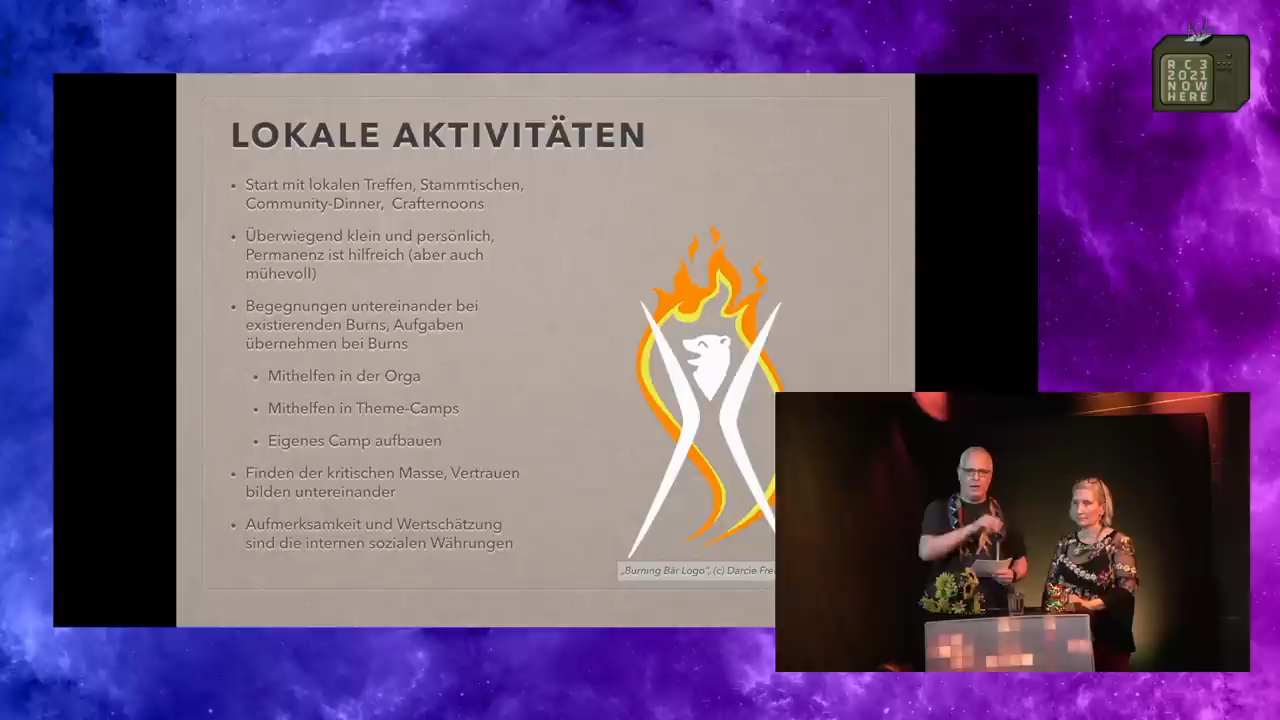 LOKALE AKTIVITÄTEN
• Start mit lokalen Treffen, Stammtischen,
Community-Dinner, Crafternoons
• Überwiegend klein und persönlich,
Permanenz ist hilfreich (aber auch
mühevoll)
• Begegnungen untereinander bei
existierenden Burns, Aufgaben
übernehmen bei Burns
• Mithelfen in der Orga
• Mithelfen in Theme-Camps
• Eigenes Camp aufbauen
• Finden der kritischen Masse, Vertrauen
bilden untereinander
• Aufmerksamkeit und Wertschätzung
sind die internen sozialen Währungen
„Burning Bär Logo“, (c) Darcie
RC3
2021
NOW
HERE